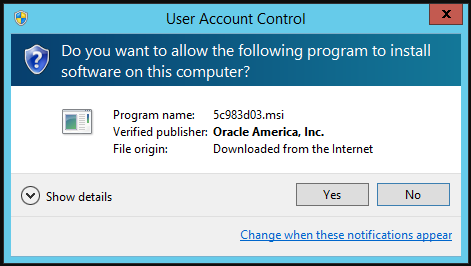 User Account Control
Do you want to allow the following program to install
software on this computer?
Program name: 5c983d03.msi
Verified publisher: Oracle America, Inc.
File origin: Downloaded from the Internet
Show details
Yes No
Change when these notifications appear